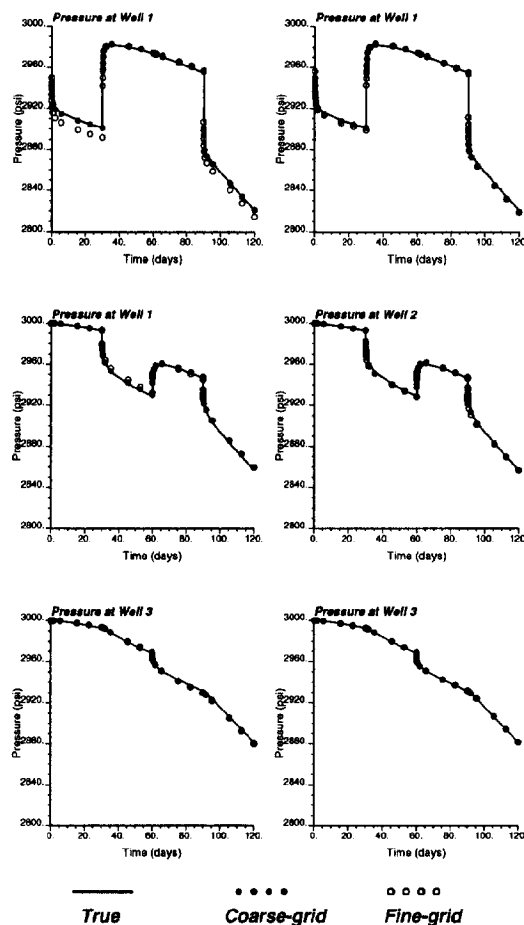 Pressure at Well 1
Pressure (psi)
3000.
2960.
2920.
2880.
2840.
2800.
0. 20. 40. 60. 80. 100. 120.
Time (days)
Pressure at Well 1
Pressure (psi)
3000.
2960.
2920.
2880.
2840.
2800.
0. 20. 40. 60. 80. 100. 120.
Time (days)
Pressure at Well 1
Pressure (psi)
3000.
2960.
2920.
2880.
2840.
2800.
0. 20. 40. 60. 80. 100. 120.
Time (days)
Pressure at Well 2
Pressure (psi)
3000.
2960.
2920.
2880.
2840.
2800.
0. 20. 40. 60. 80. 100. 120.
Time (days)
Pressure at Well 3
Pressure (psi)
3000.
2960.
2920.
2880.
2840.
2800.
0. 20. 40. 60. 80. 100. 120.
Time (days)
Pressure at Well 3
Pressure (psi)
3000.
2960.
2920.
2880.
2840.
2800.
0. 20. 40. 60. 80. 100. 120.
Time (days)
True Coarse-grid Fine-grid